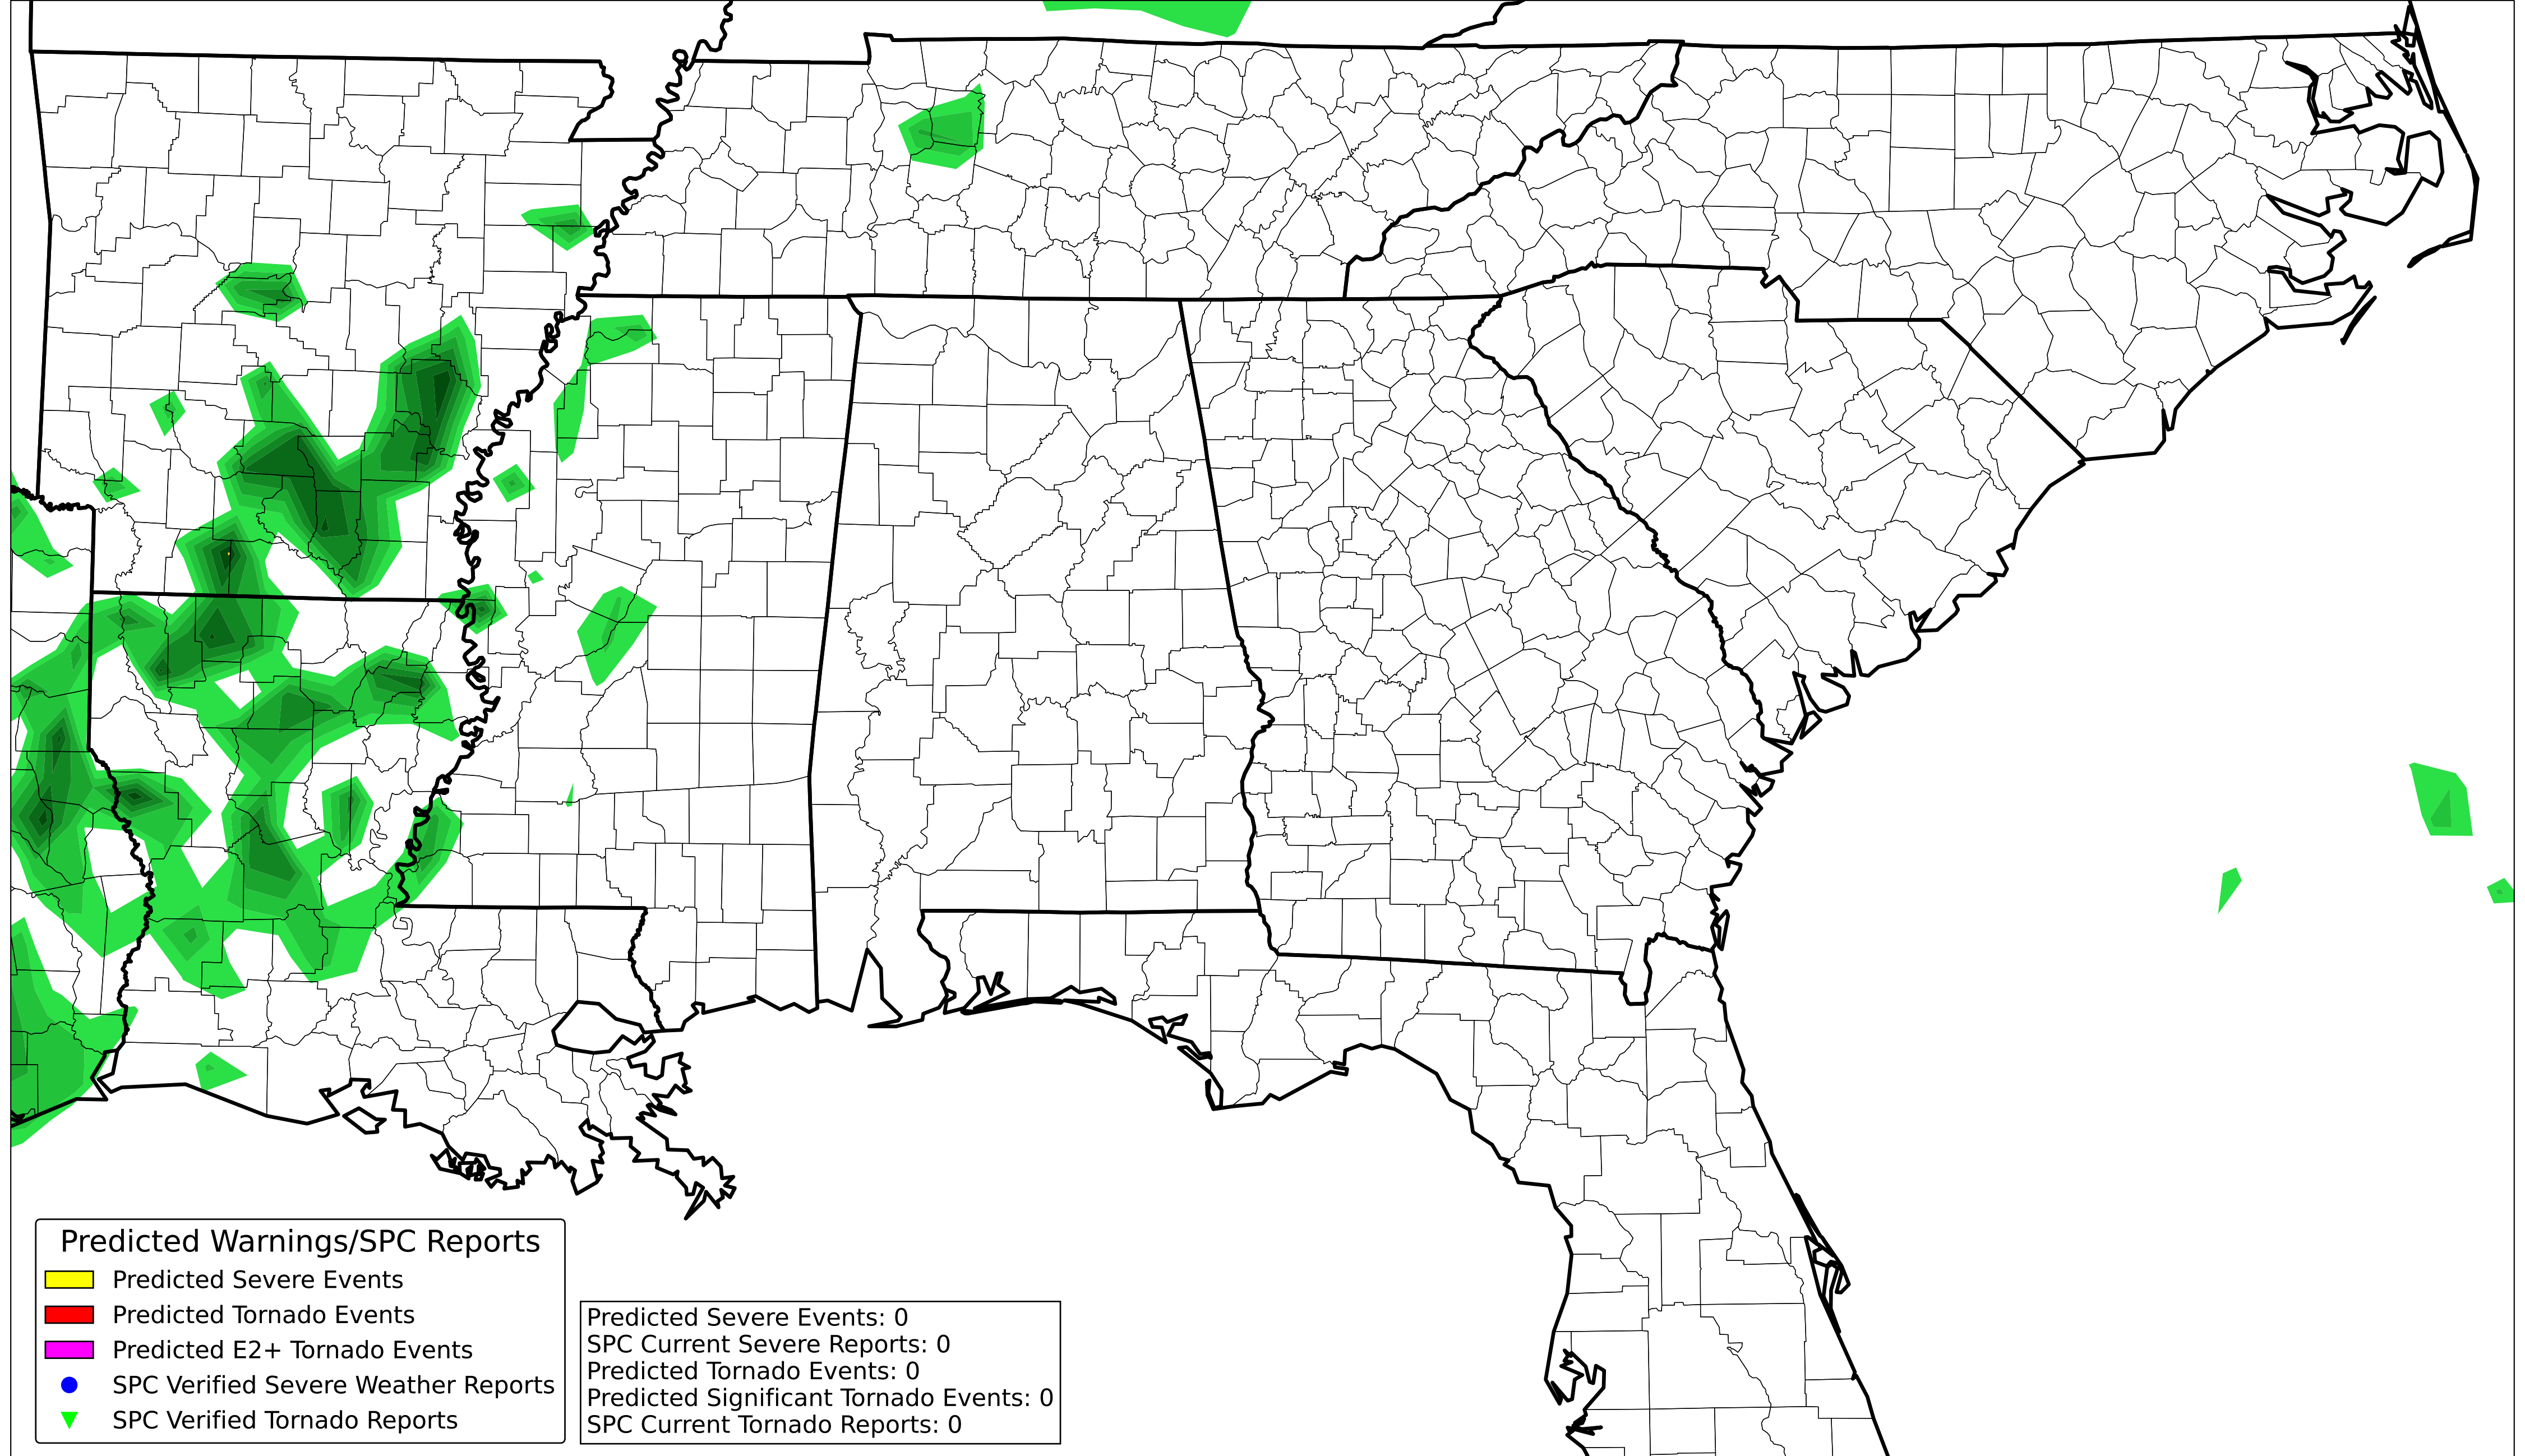 Predicted Warnings/SPC Reports
Predicted Severe Events
Predicted Tornado Events
Predicted E2+ Tornado Events
SPC Verified Severe Weather Reports
SPC Verified Tornado Reports
Predicted Severe Events: 0
SPC Current Severe Reports: 0
Predicted Tornado Events: 0
Predicted Significant Tornado Events: 0
SPC Current Tornado Reports: 0